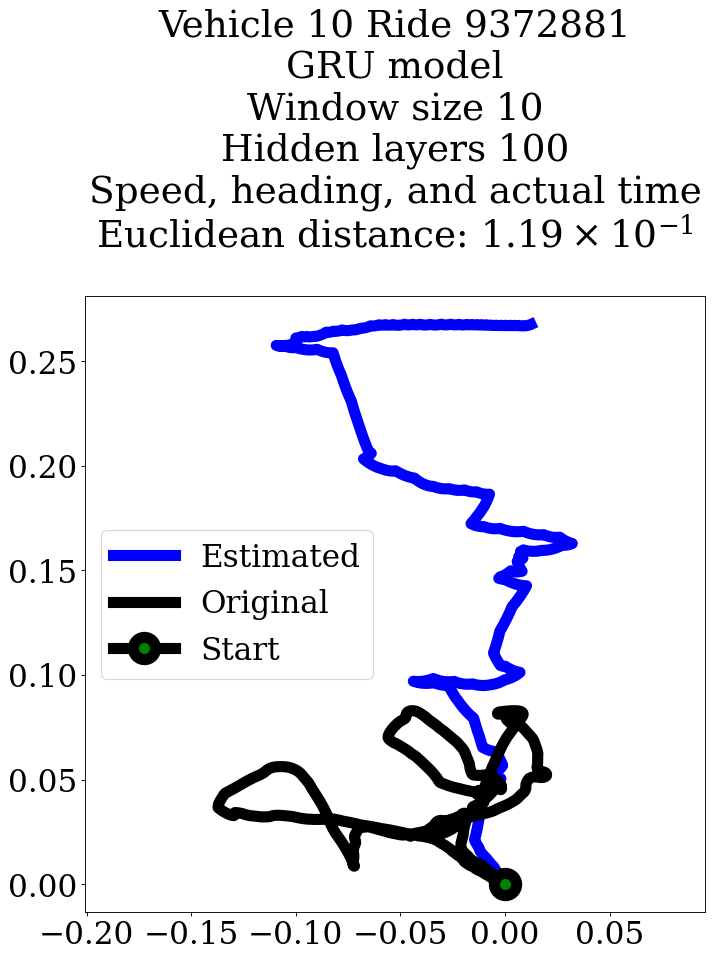 Vehicle 10 Ride 9372881
GRU model
Window size 10
Hidden layers 100
Speed, heading, and actual time
Euclidean distance: 1.19 × 10⁻¹
0.25
0.20
0.15
0.10
0.05
0.00
Estimated
Original
Start
−0.20 −0.15 −0.10 −0.05 0.00 0.05